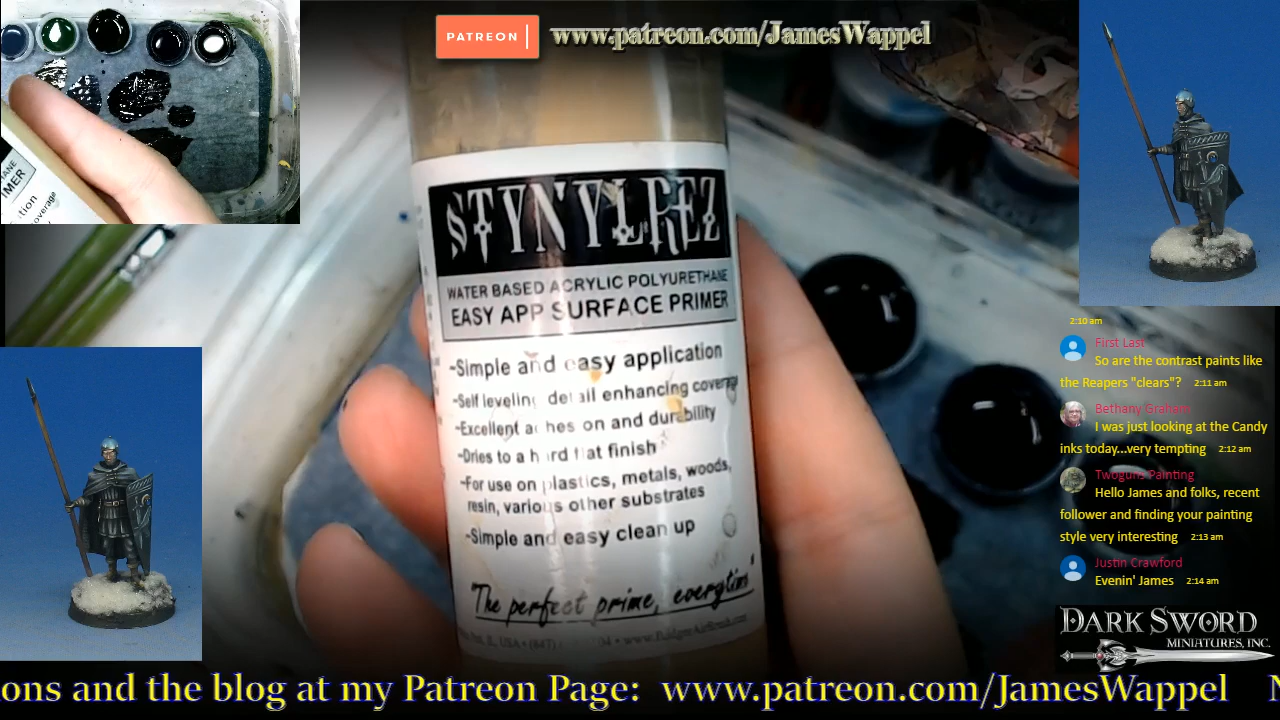 PATREON
www.patreon.com/JamesWappel
STYNYLREZ
WATER BASED ACRYLIC POLYURETHANE
EASY APP SURFACE PRIMER
~Simple and easy application
~Self leveling detail enhancing coverage
~Excellent adhesion and durability
~Dries to a hard flat finish
~For use on plastics, metals, woods,
resin, various other substrates
~Simple and easy clean up
"The perfect prime, everytime"
IMER
overage
2:10 am
First Last
So are the contrast paints like
the Reapers "clears"? 2:11 am
Bethany Graham
I was just looking at the Candy
inks today...very tempting 2:12 am
Twoguns Painting
Hello James and folks, recent
follower and finding your painting
style very interesting 2:13 am
Justin Crawford
Evenin' James 2:14 am
DARK SWORD
MINIATURES, INC.
ons and the blog at my Patreon Page: www.patreon.com/JamesWappel N